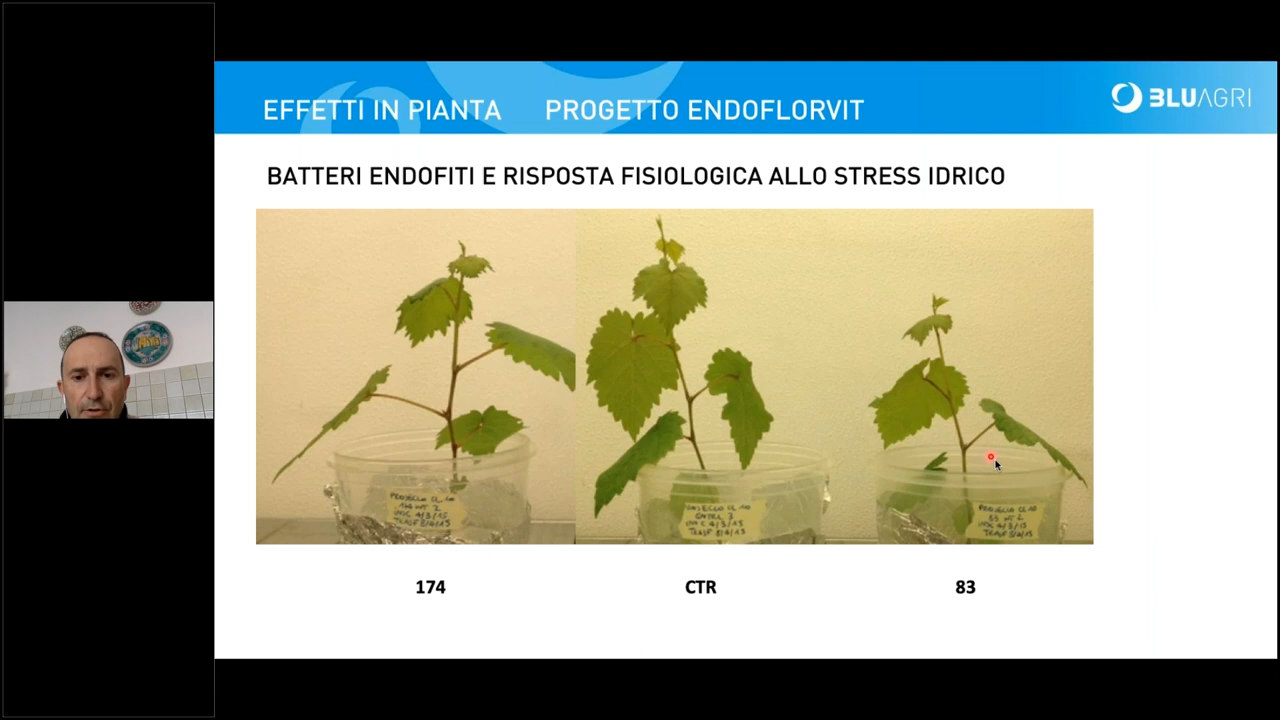 EFFETTI IN PIANTA PROGETTO ENDOFLORVIT
BLUAGRI
BATTERI ENDOFITI E RISPOSTA FISIOLOGICA ALLO STRESS IDRICO
174
CTR
83